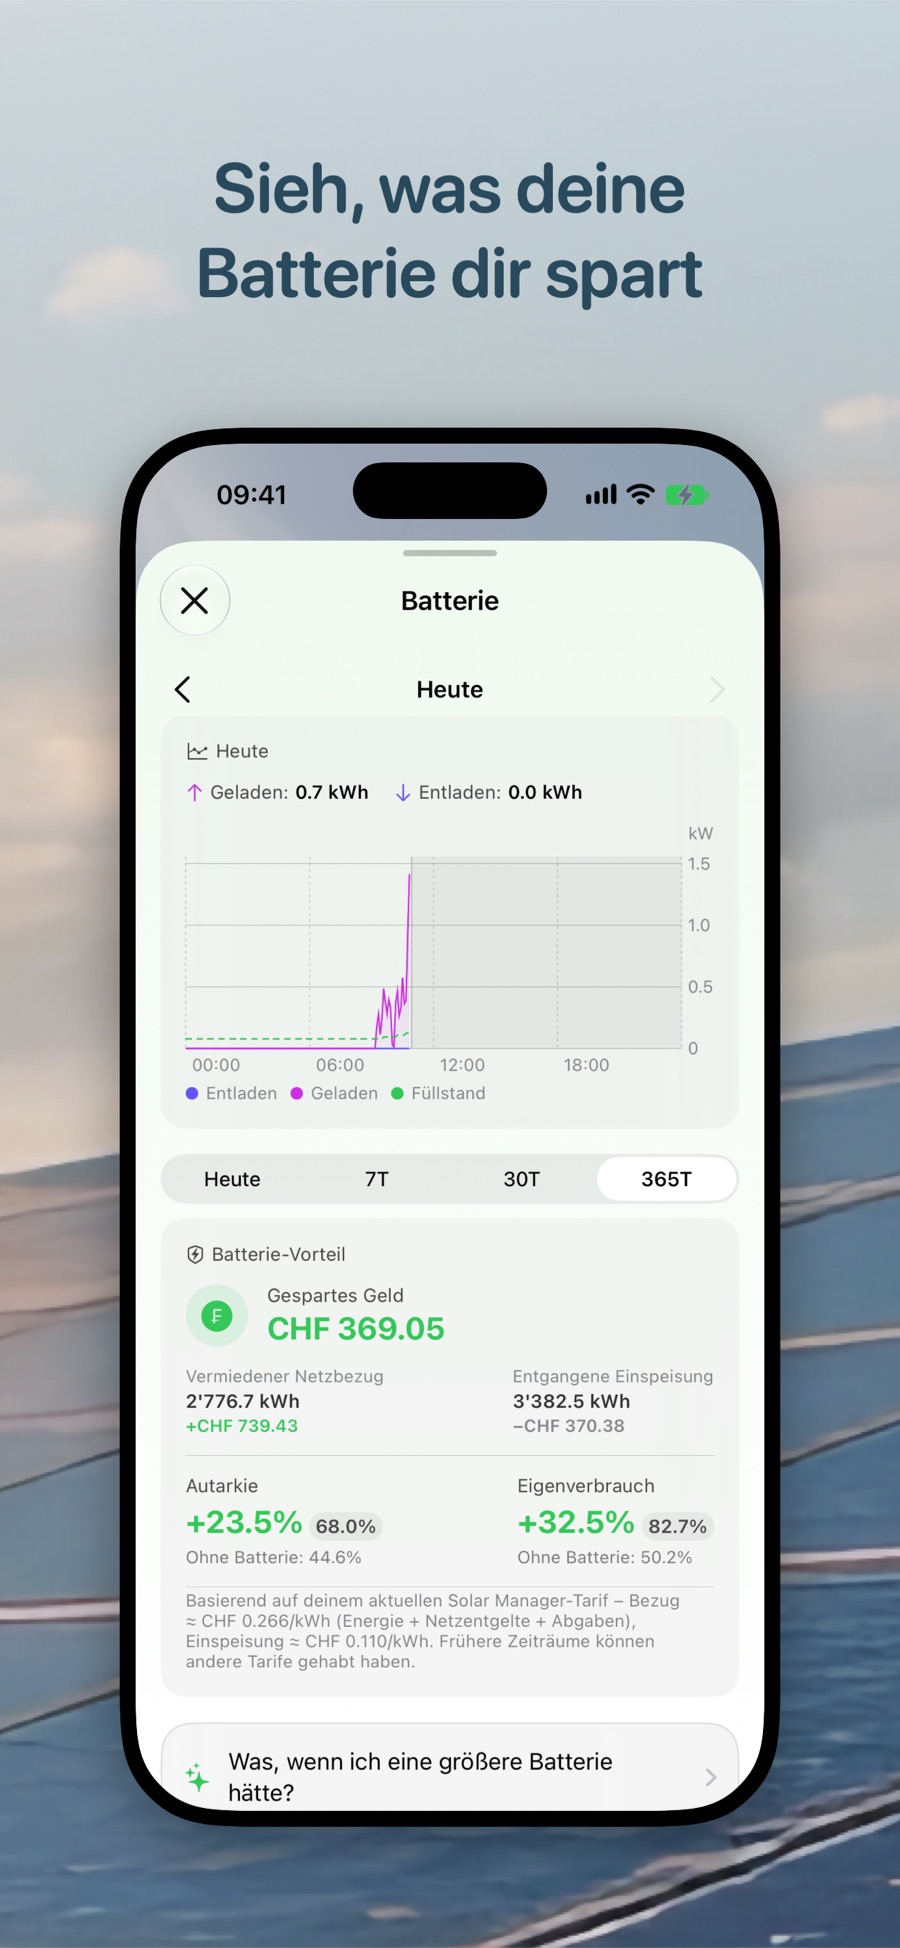 Sieh, was deine
Batterie dir spart
09:41
Batterie
Heute
Heute
Geladen: 0.7 kWh Entladen: 0.0 kWh
kW
1.5
1.0
0.5
0
00:00 06:00 12:00 18:00
Entladen Geladen Füllstand
Heute 7T 30T 365T
Batterie-Vorteil
Gespartes Geld
CHF 369.05
Vermiedener Netzbezug Entgangene Einspeisung
2'776.7 kWh 3'382.5 kWh
+CHF 739.43 −CHF 370.38
Autarkie Eigenverbrauch
+23.5% 68.0% +32.5% 82.7%
Ohne Batterie: 44.6% Ohne Batterie: 50.2%
Basierend auf deinem aktuellen Solar Manager-Tarif – Bezug
≈ CHF 0.266/kWh (Energie + Netzentgelte + Abgaben),
Einspeisung ≈ CHF 0.110/kWh. Frühere Zeiträume können
andere Tarife gehabt haben.
Was, wenn ich eine größere Batterie
hätte?